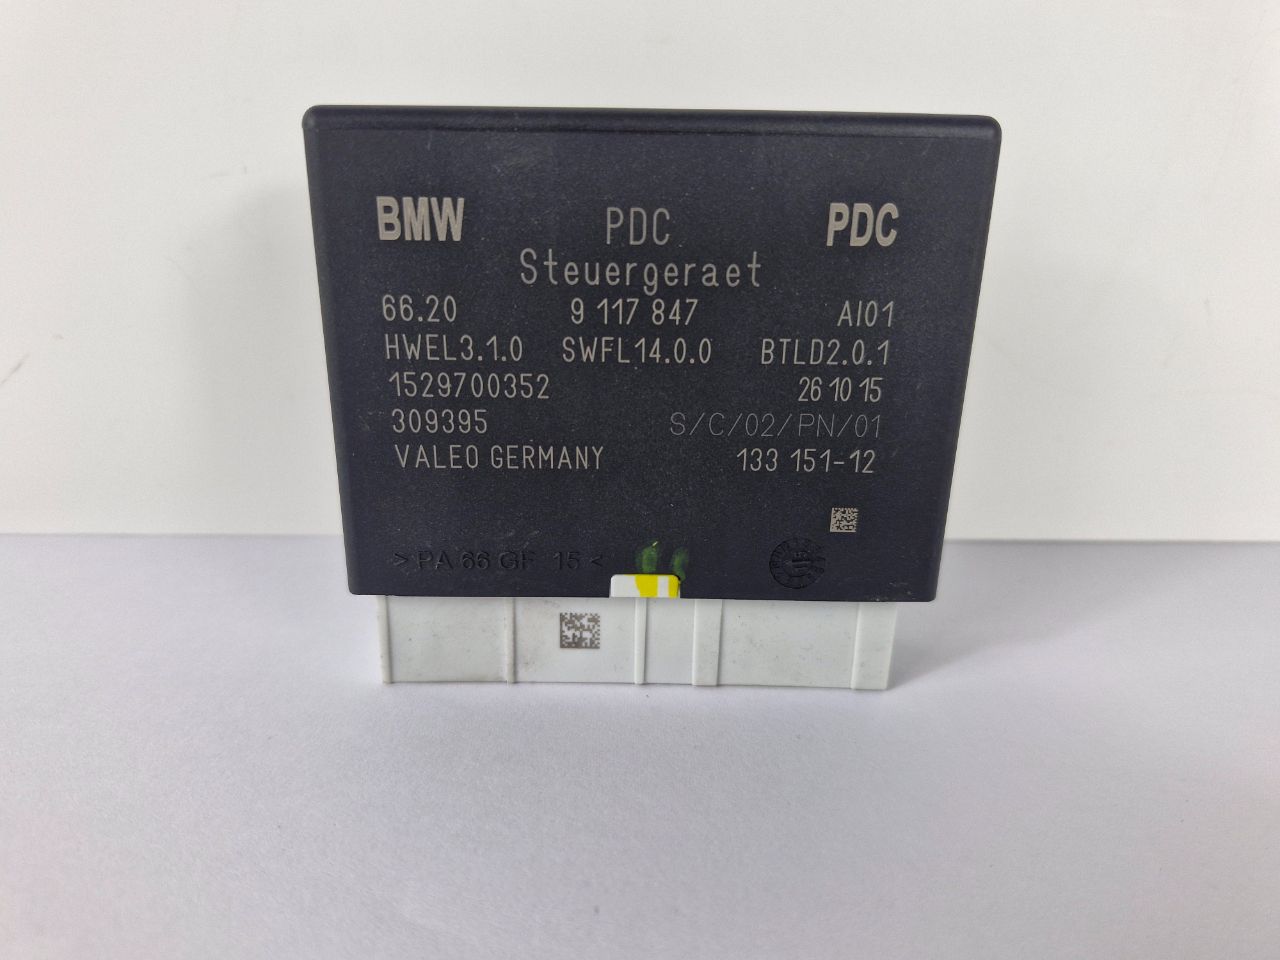 BMW PDC PDC
Steuergeraet
66.20 9 117 847 AI01
HWEL3.1.0 SWFL14.0.0 BTLD2.0.1
1529700352 26 10 15
309395 S/C/02/PN/01
VALEO GERMANY 133 151-12
>PA 66 GF 15<